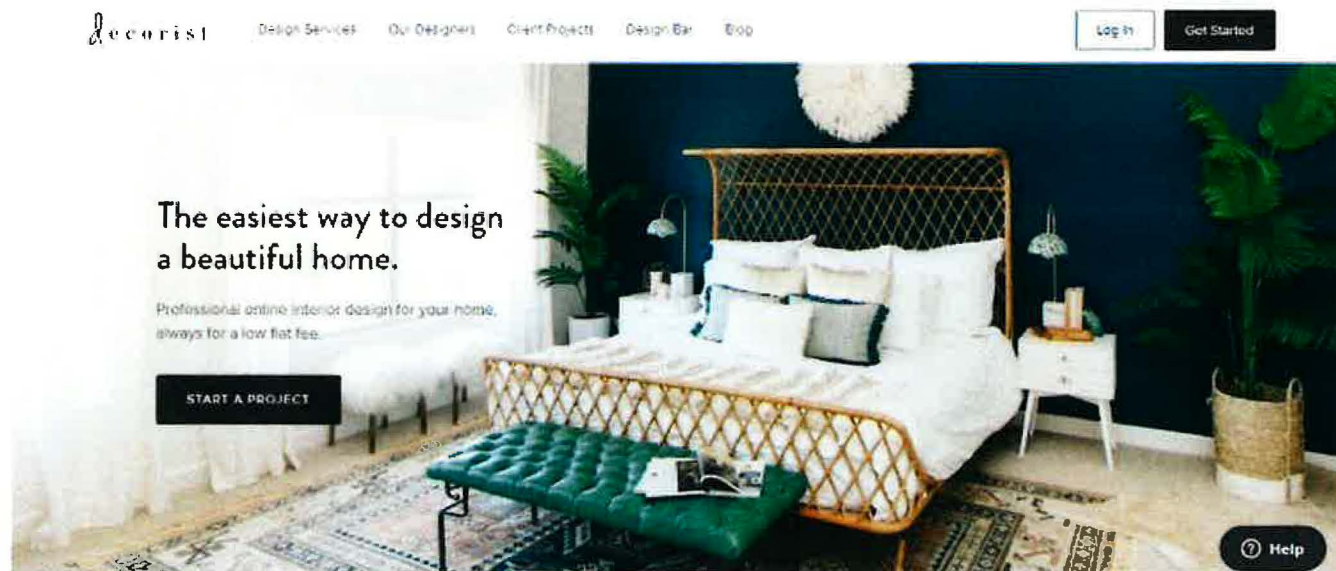 decorist
Design Services Our Designers Client Projects Design Bar Blog
Log In
Get Started
The easiest way to design
a beautiful home.
Professional online interior design for your home,
always for a low flat fee.
START A PROJECT
Help